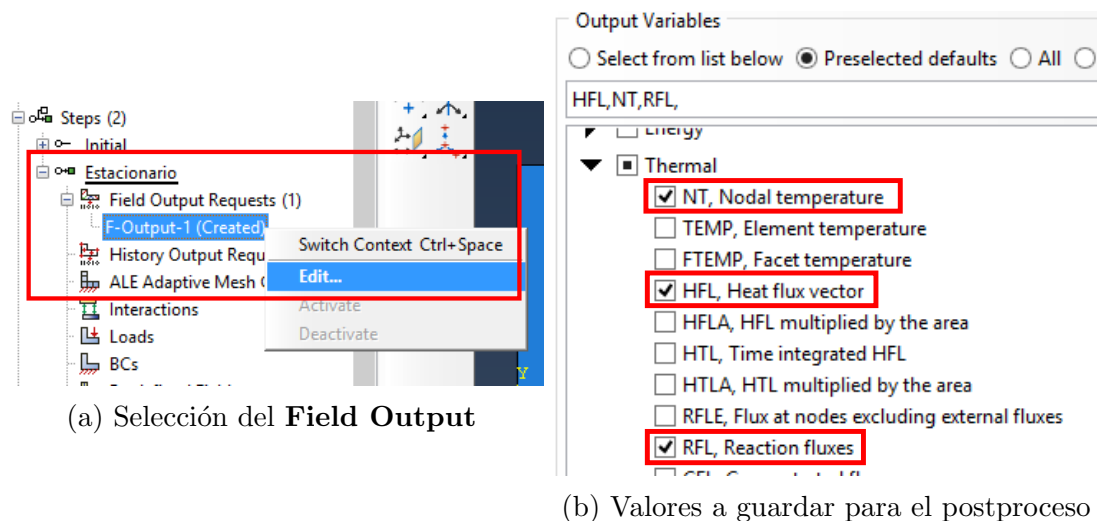 Steps (2)
Initial
Estacionario
Field Output Requests (1)
F-Output-1 (Created)
History Output Requ
ALE Adaptive Mesh
Interactions
Loads
BCs
Switch Context Ctrl+Space
Edit...
Activate
Deactivate
Y
(a) Selección del Field Output
Output Variables
Select from list below Preselected defaults All
HFL,NT,RFL,
Energy
Thermal
NT, Nodal temperature
TEMP, Element temperature
FTEMP, Facet temperature
HFL, Heat flux vector
HFLA, HFL multiplied by the area
HTL, Time integrated HFL
HTLA, HTL multiplied by the area
RFLE, Flux at nodes excluding external fluxes
RFL, Reaction fluxes
(b) Valores a guardar para el postproceso